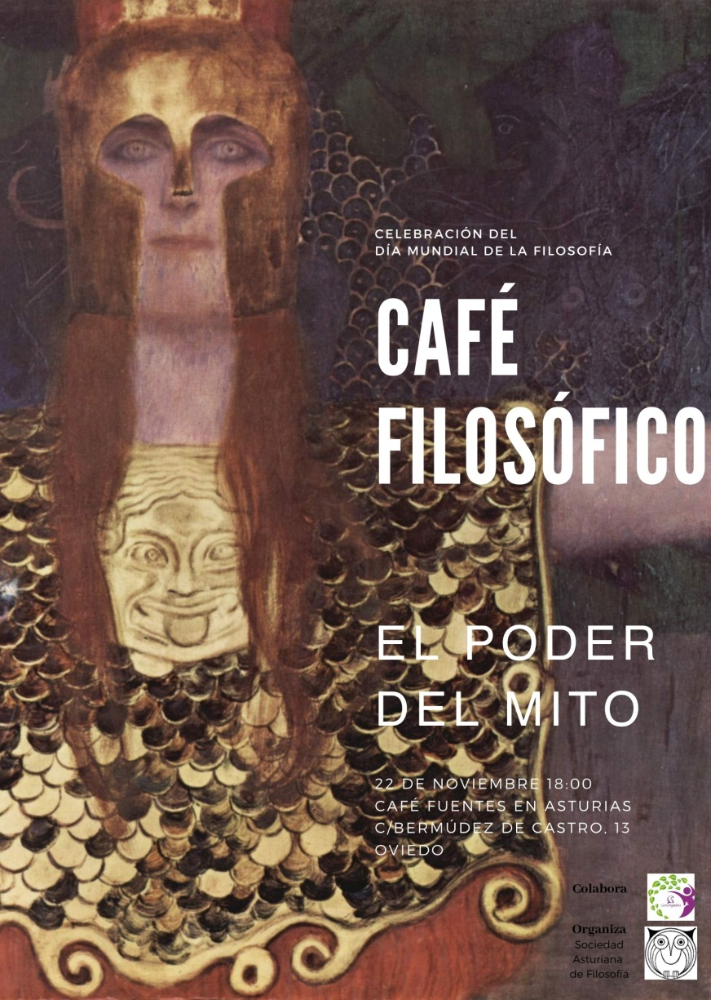 CELEBRACIÓN DEL
DÍA MUNDIAL DE LA FILOSOFÍA
CAFÉ
FILOSÓFICO
EL PODER
DEL MITO
22 DE NOVIEMBRE 18:00
CAFÉ FUENTES EN ASTURIAS
C/BERMÚDEZ DE CASTRO, 13
OVIEDO
Colabora
Organiza
Sociedad
Asturiana
de Filosofía